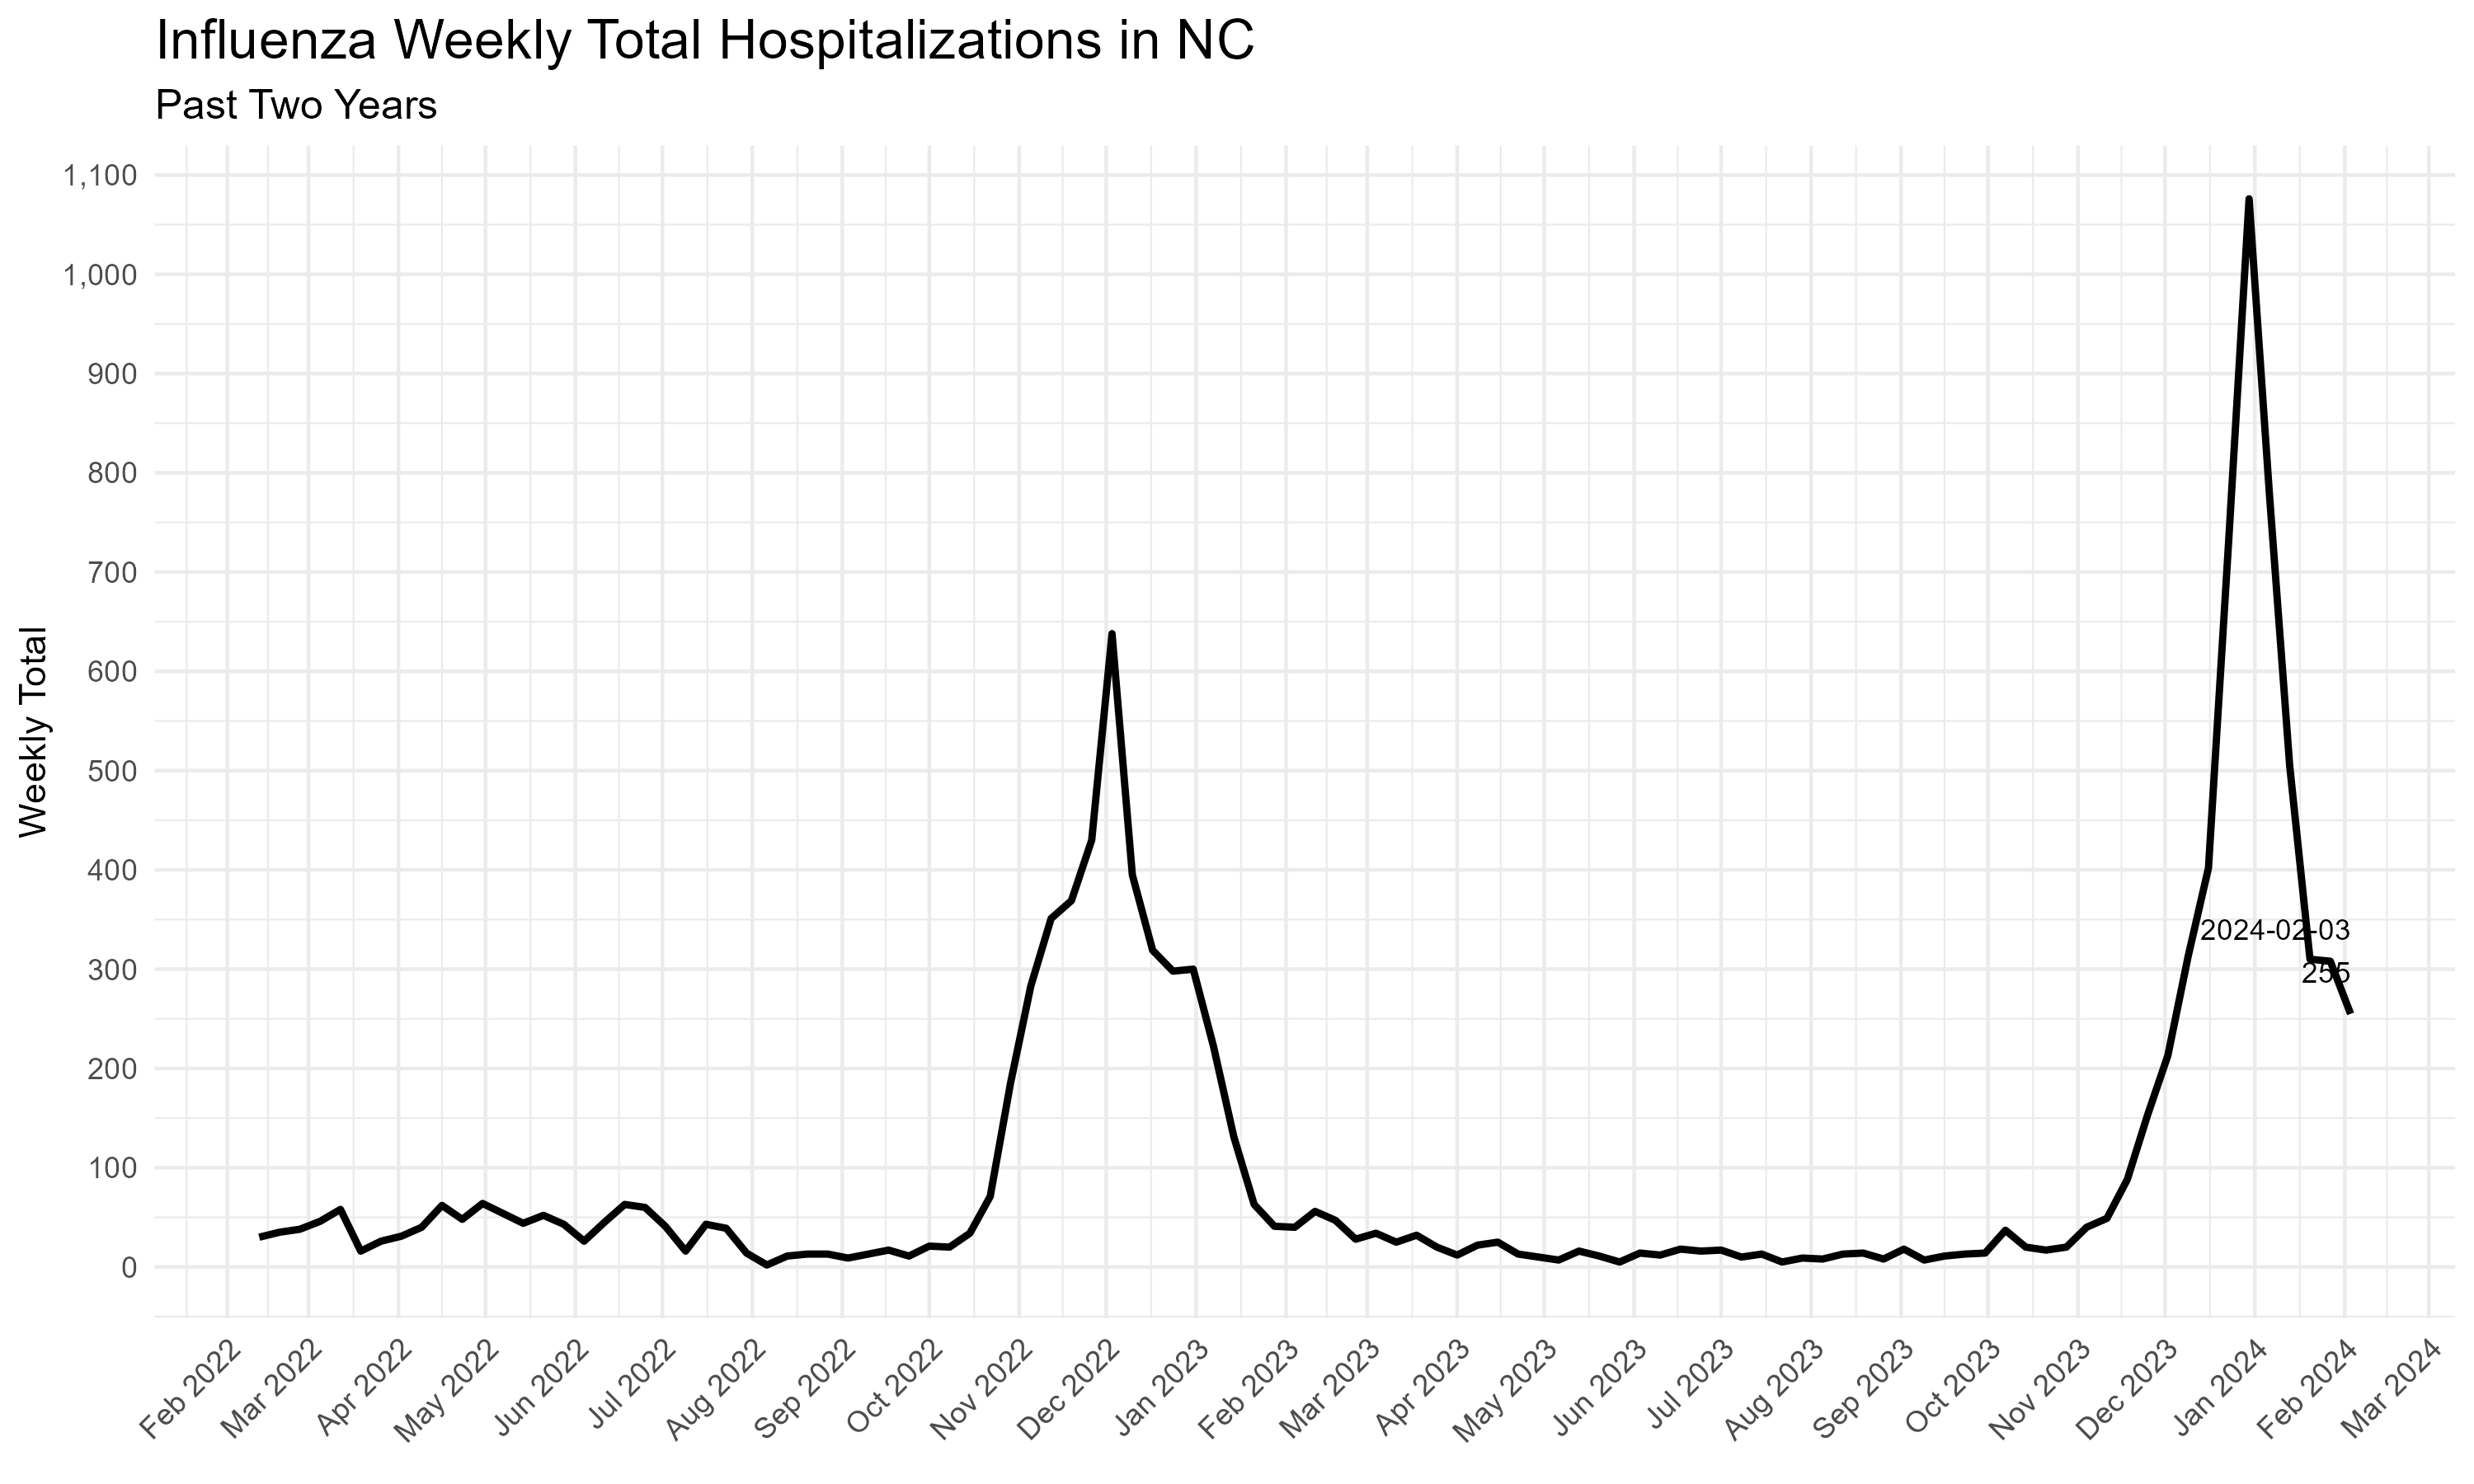 Influenza Weekly Total Hospitalizations in NC
Past Two Years
1,100
1,000
900
800
700
600
500
400
300
200
100
0
Weekly Total
2024-02-03
255
Feb 2022
Mar 2022
Apr 2022
May 2022
Jun 2022
Jul 2022
Aug 2022
Sep 2022
Oct 2022
Nov 2022
Dec 2022
Jan 2023
Feb 2023
Mar 2023
Apr 2023
May 2023
Jun 2023
Jul 2023
Aug 2023
Sep 2023
Oct 2023
Nov 2023
Dec 2023
Jan 2024
Feb 2024
Mar 2024